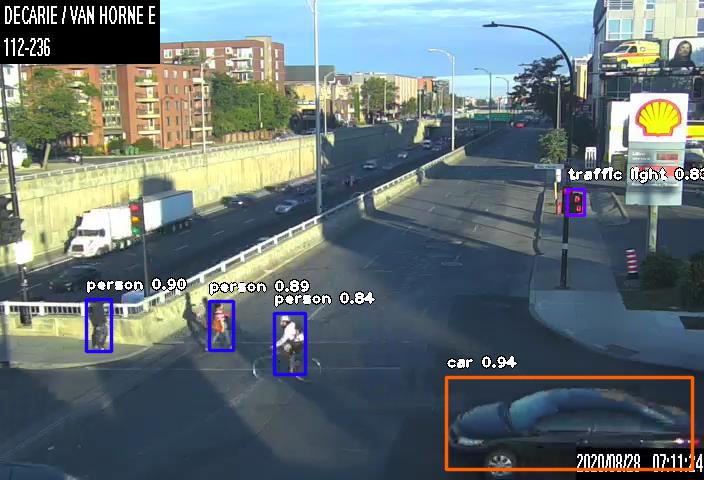 DECARIE / VAN HORNE E
112-236
traffic light 0.83
person 0.90
person 0.89
person 0.84
car 0.94
2020/08/28 07:11:24